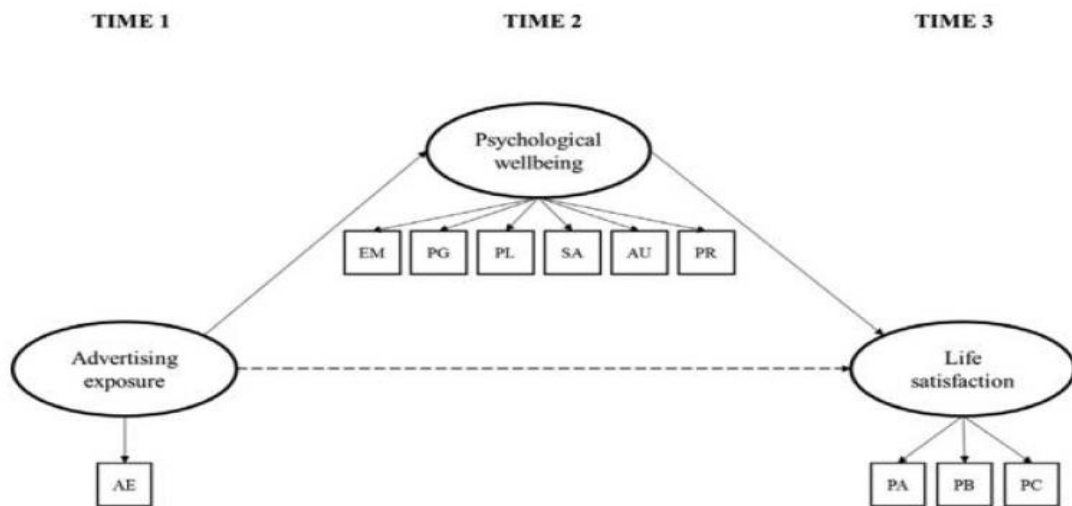 TIME 1 TIME 2 TIME 3
Psychological
wellbeing
EM PG PL SA AU PR
Advertising
exposure
Life
satisfaction
AE
PA PB PC